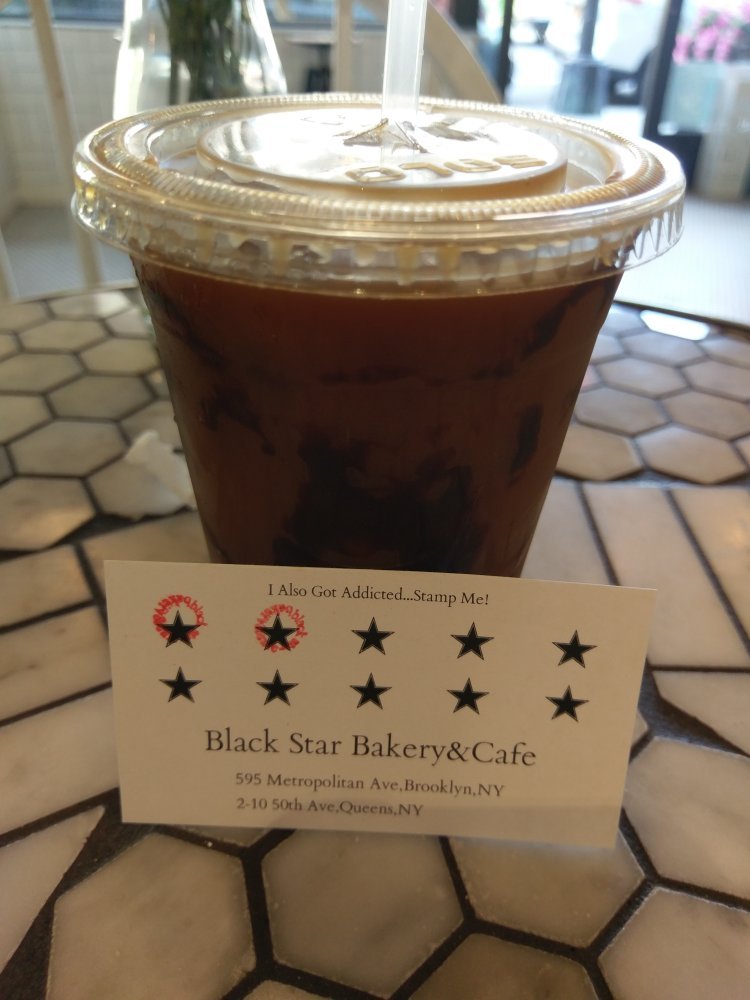 SOLO
I Also Got Addicted...Stamp Me!
Black Star Bakery&Cafe
595 Metropolitan Ave,Brooklyn,NY
2-10 50th Ave,Queens,NY